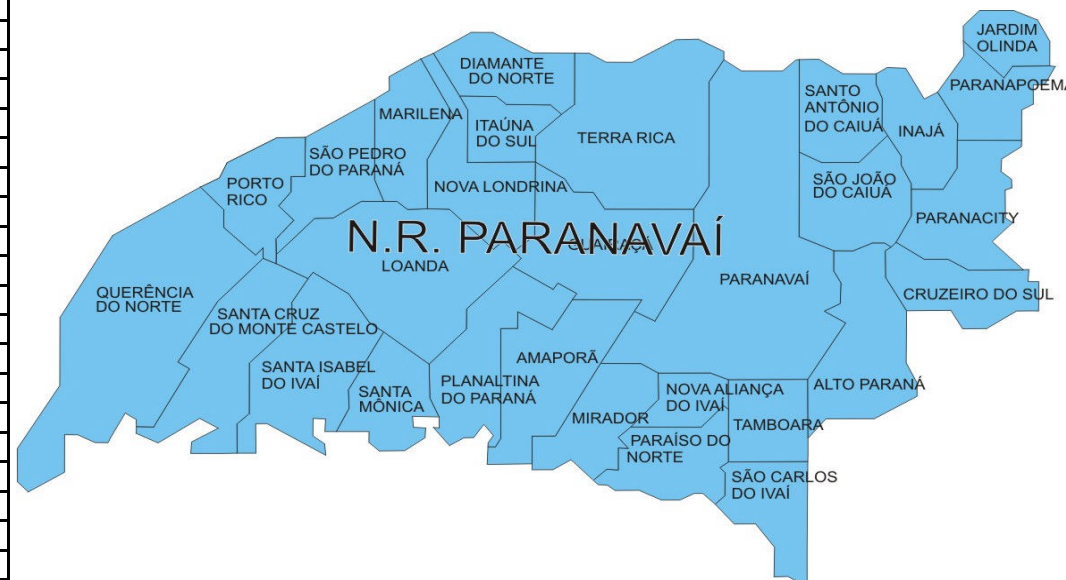 JARDIM
OLINDA
DIAMANTE
DO NORTE
PARANAPOEMA
SANTO
ANTÔNIO
DO CAIUÁ
MARILENA
ITAÚNA
DO SUL
TERRA RICA
INAJÁ
SÃO PEDRO
DO PARANÁ
PORTO
RICO
NOVA LONDRINA
SÃO JOÃO
DO CAIUÁ
PARANACITY
N.R. PARANAVAÍ
LOANDA
PARANAVAÍ
QUERÊNCIA
DO NORTE
CRUZEIRO DO SUL
SANTA CRUZ
DO MONTE CASTELO
AMAPORÃ
SANTA ISABEL
DO IVAÍ
SANTA
MÔNICA
PLANALTINA
DO PARANÁ
NOVA ALIANÇA
DO IVAÍ
ALTO PARANÁ
MIRADOR
TAMBOARA
PARAÍSO DO
NORTE
SÃO CARLOS
DO IVAÍ